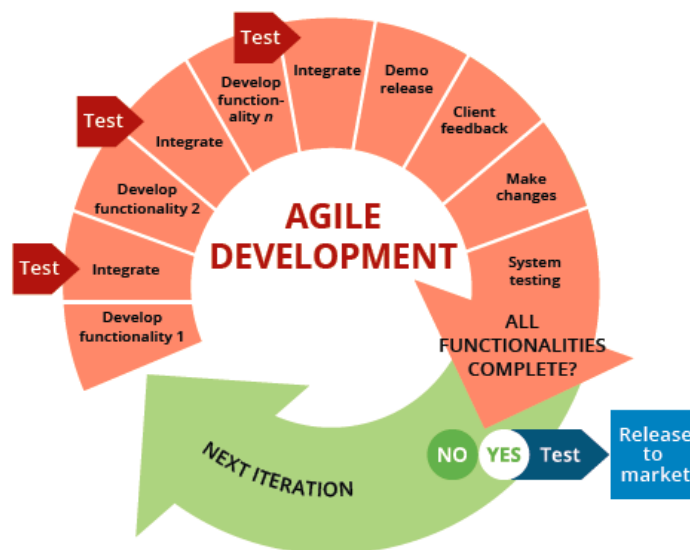 AGILE
DEVELOPMENT
Develop
functionality 1
Test
Integrate
Develop
functionality 2
Test
Integrate
Develop
function-
ality n
Test
Integrate
Demo
release
Client
feedback
Make
changes
System
testing
ALL
FUNCTIONALITIES
COMPLETE?
NO
YES
Test
Release
to
market
NEXT ITERATION